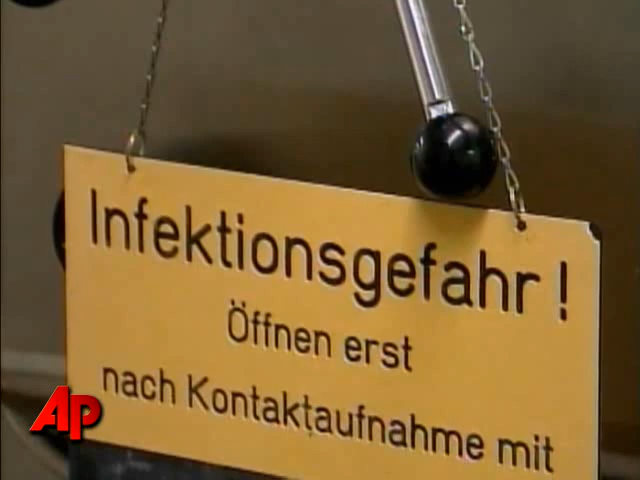 Infektionsgefahr !
Öffnen erst
nach Kontaktaufnahme mit
AP